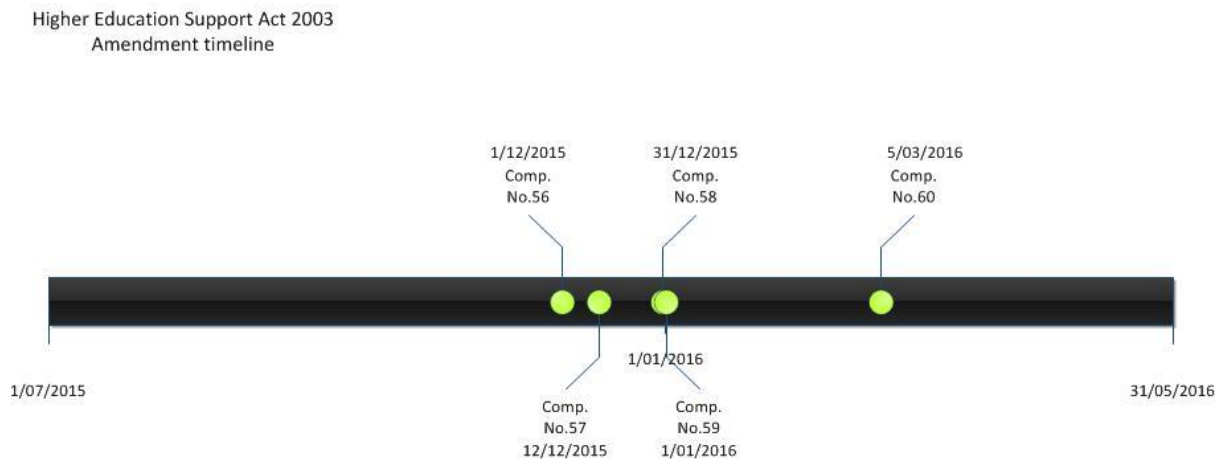 Higher Education Support Act 2003
Amendment timeline
1/12/2015
Comp.
No.56
31/12/2015
Comp.
No.58
5/03/2016
Comp.
No.60
1/01/2016
1/07/2015
31/05/2016
Comp.
No.57
12/12/2015
Comp.
No.59
1/01/2016